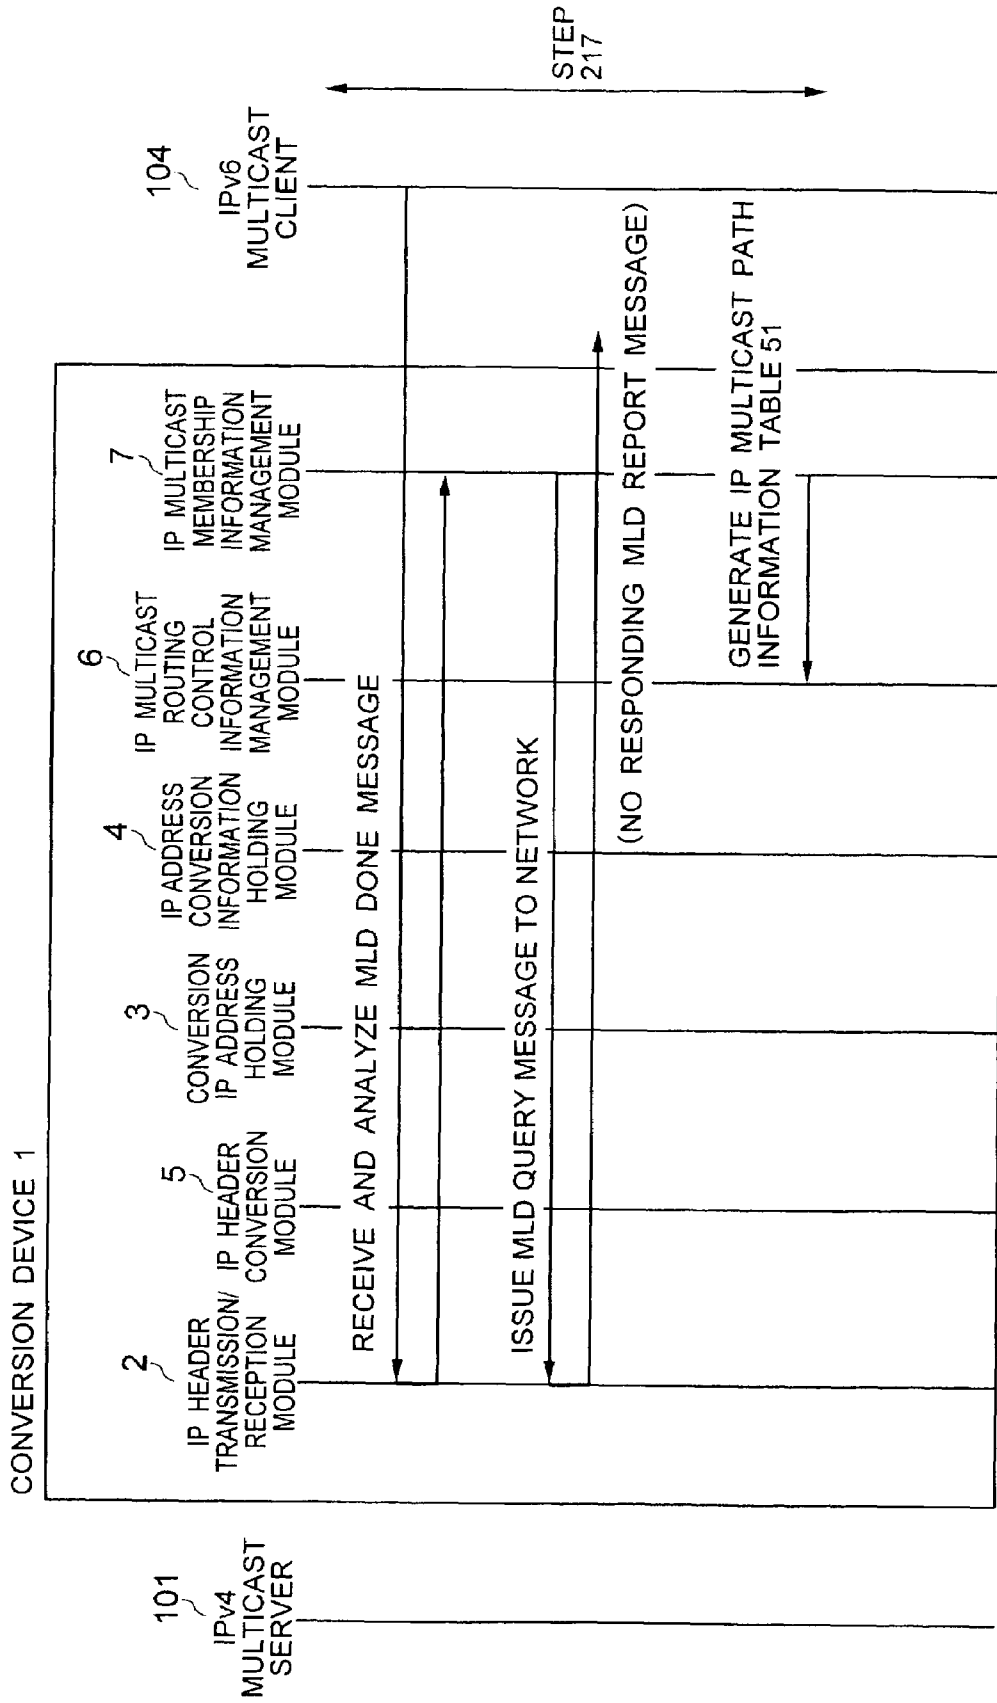 CONVERSION DEVICE 1
101
IPv4
MULTICAST
SERVER
2
IP HEADER
TRANSMISSION/
RECEPTION
MODULE
5
IP HEADER
CONVERSION
MODULE
3
CONVERSION
IP ADDRESS
HOLDING
MODULE
4
IP ADDRESS
CONVERSION
INFORMATION
HOLDING
MODULE
6
IP MULTICAST
ROUTING
CONTROL
INFORMATION
MANAGEMENT
MODULE
7
IP MULTICAST
MEMBERSHIP
INFORMATION
MANAGEMENT
MODULE
104
IPv6
MULTICAST
CLIENT
RECEIVE AND ANALYZE MLD DONE MESSAGE
ISSUE MLD QUERY MESSAGE TO NETWORK
(NO RESPONDING MLD REPORT MESSAGE)
GENERATE IP MULTICAST PATH
INFORMATION TABLE 51
STEP
217